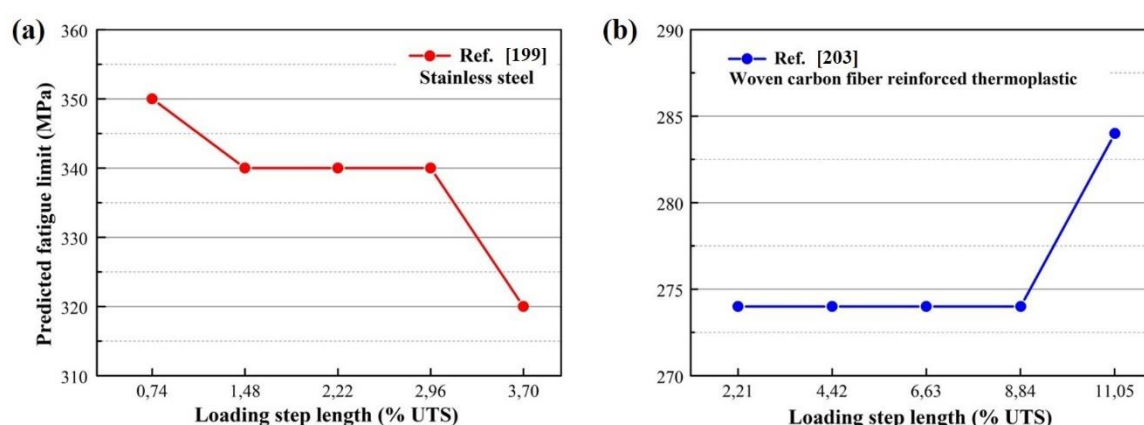 (a)
Predicted fatigue limit (MPa)
360
350
340
330
320
310
Ref. [199]
Stainless steel
0,74 1,48 2,22 2,96 3,70
Loading step length (% UTS)
(b)
290
285
280
275
270
Ref. [203]
Woven carbon fiber reinforced thermoplastic
2,21 4,42 6,63 8,84 11,05
Loading step length (% UTS)